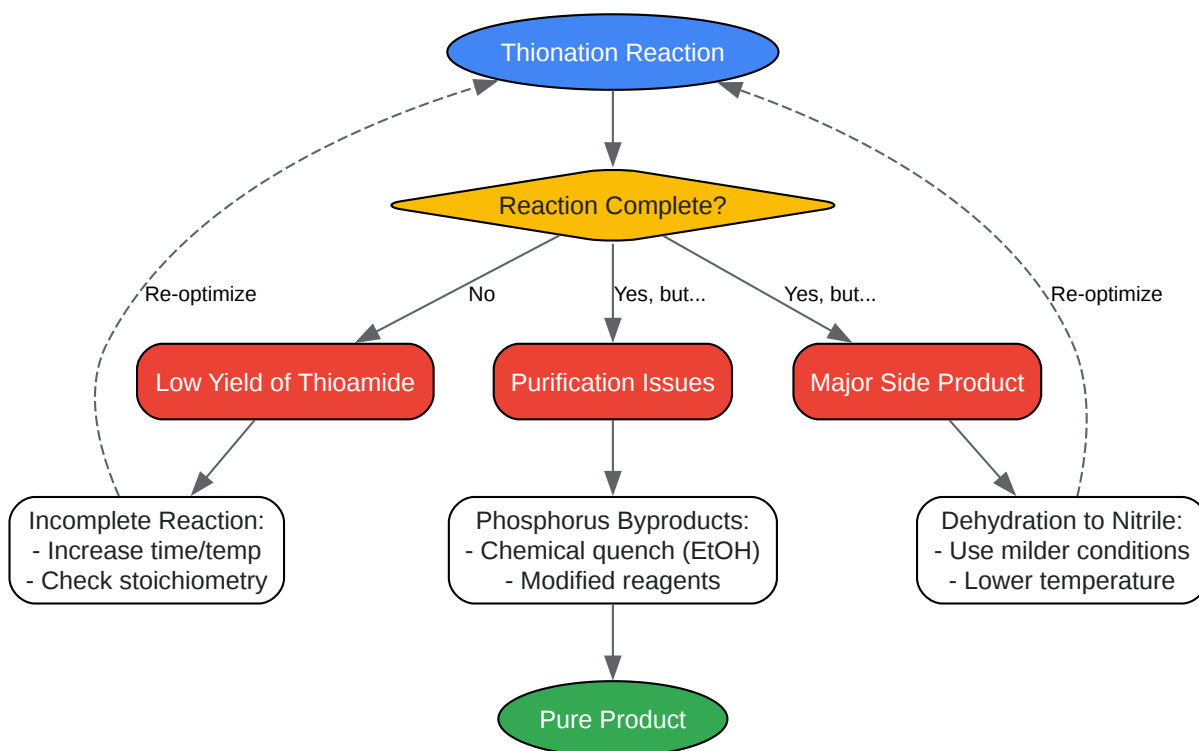 Thionation Reaction
Reaction Complete?
Re-optimize
No
Yes, but...
Yes, but...
Re-optimize
Low Yield of Thioamide
Purification Issues
Major Side Product
Incomplete Reaction:
- Increase time/temp
- Check stoichiometry
Phosphorus Byproducts:
- Chemical quench (EtOH)
- Modified reagents
Dehydration to Nitrile:
- Use milder conditions
- Lower temperature
Pure Product